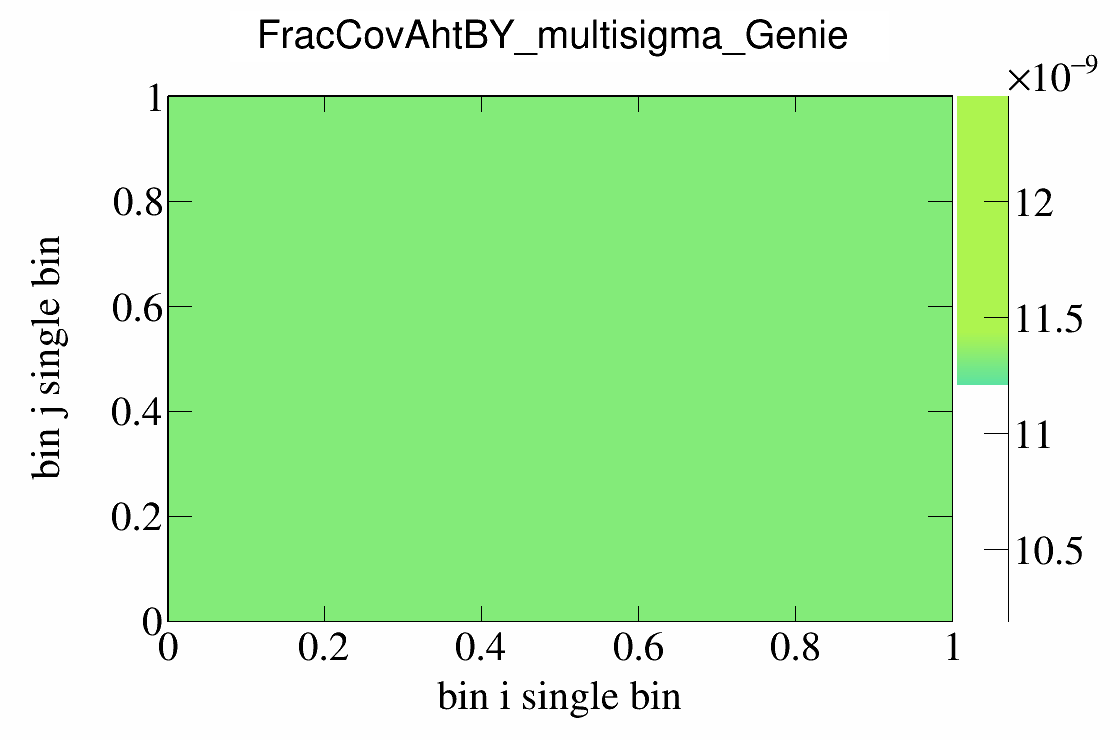 FracCovAhtBY_multisigma_Genie
×10⁻⁹
1
0.8
0.6
0.4
0.2
0
bin j single bin
12
11.5
11
10.5
0 0.2 0.4 0.6 0.8 1
bin i single bin